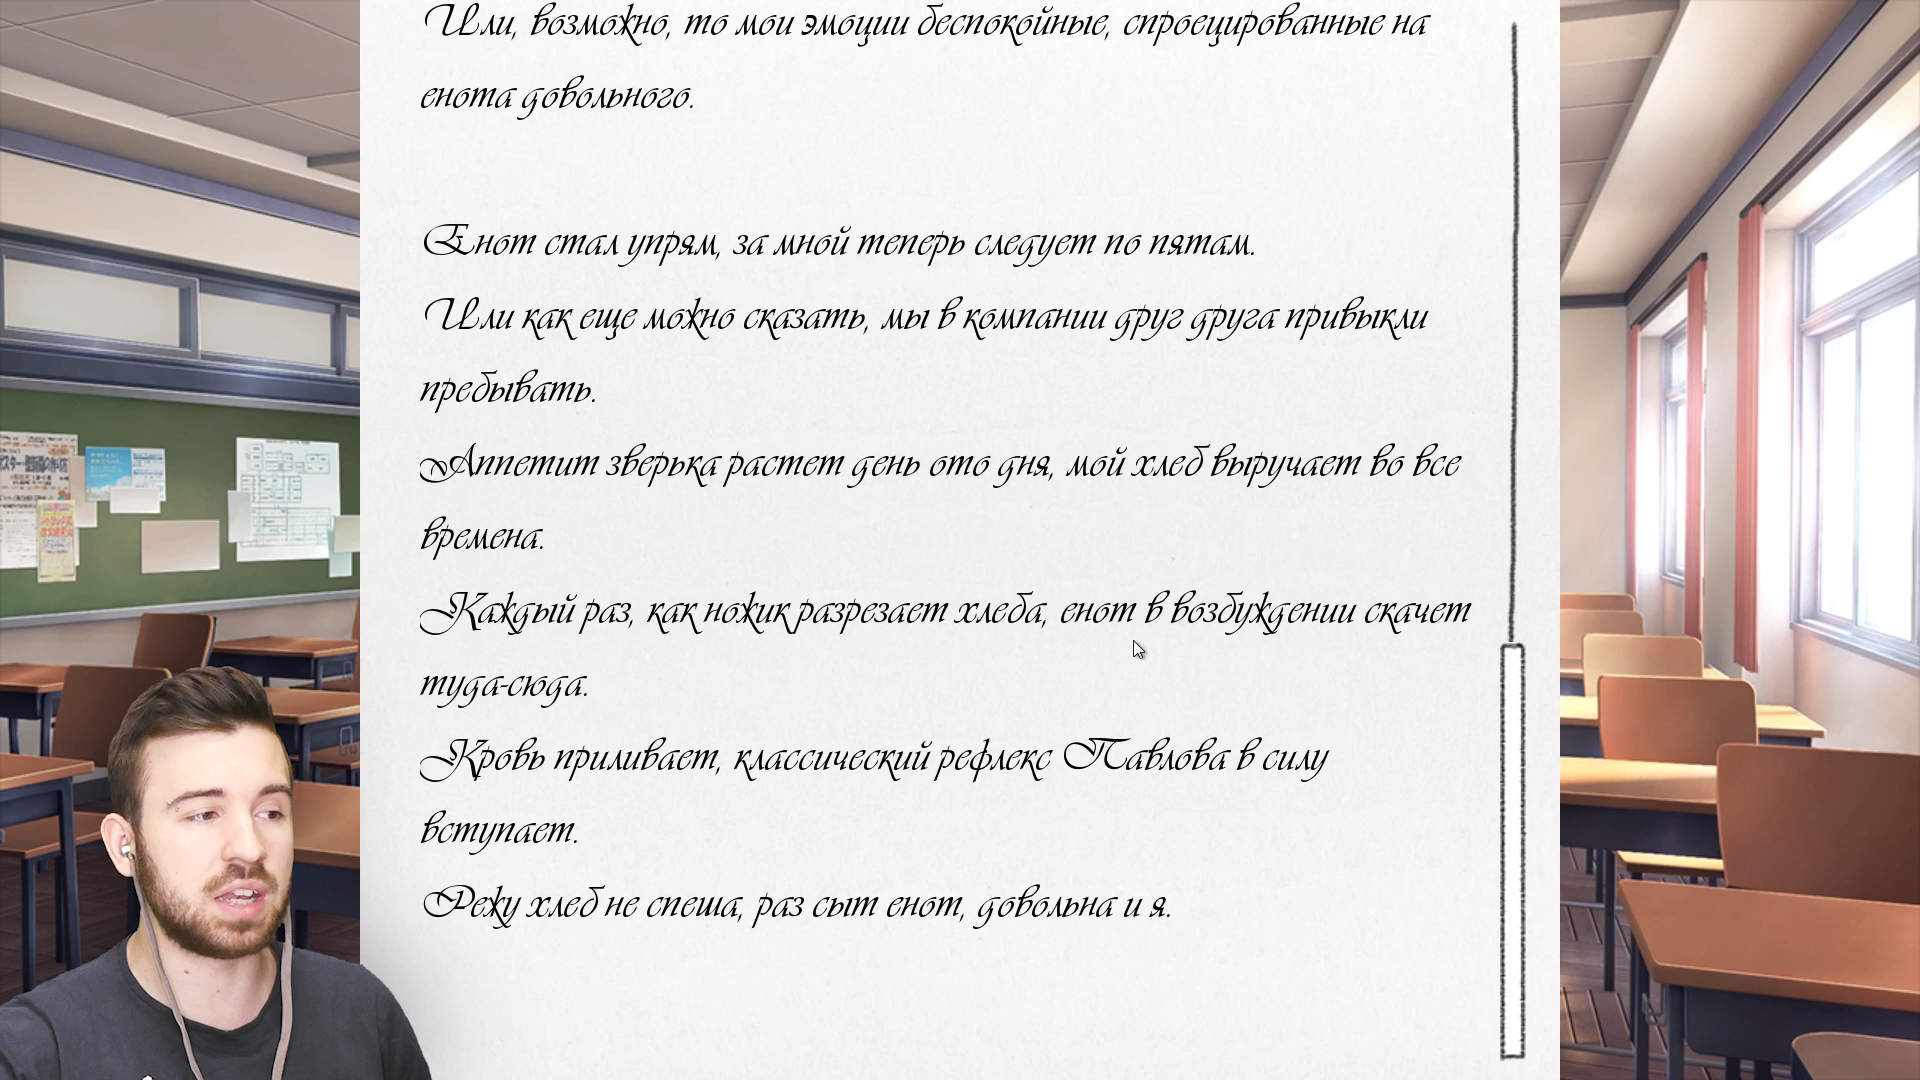 Или, возможно, то мои эмоции беспокойные, спроецированные на
енота довольного.
Енот стал упрям, за мной теперь следует по пятам.
Или как еще можно сказать, мы в компании друг друга привыкли
пребывать.
Аппетит зверька растет день ото дня, мой хлеб выручает во все
времена.
Каждый раз, как ножик разрезает хлеба, енот в возбуждении скачет
туда-сюда.
Кровь приливает, классический рефлекс Павлова в силу
вступает.
Режу хлеб не спеша, раз сыт енот, довольна и я.